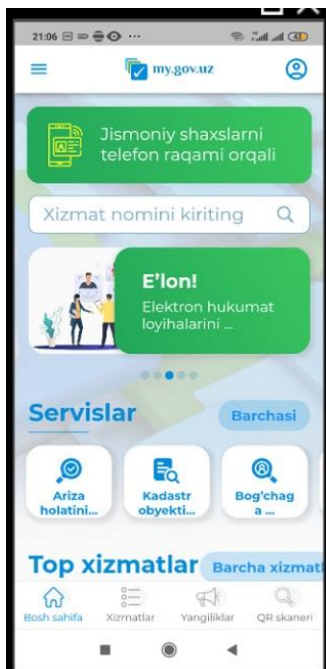 21:06
my.gov.uz
Jismoniy shaxslarni
telefon raqami orqali
Xizmat nomini kiriting
E'lon!
Elektron hukumat
loyihalarini ...
Servislar
Barchasi
Ariza
holatini...
Kadastr
obyekti...
Bog'chag
a ...
Top xizmatlar
Barcha xizmatl
Bosh sahifa
Xizmatlar
Yangiliklar
QR skaneri